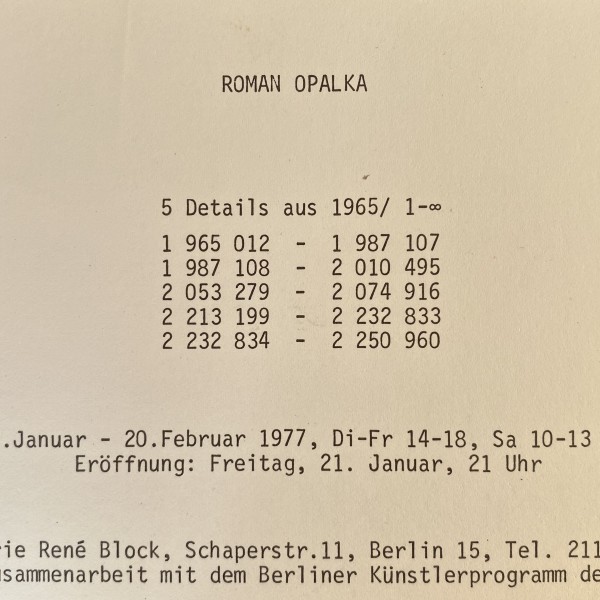 ROMAN OPALKA
5 Details aus 1965/ 1-∞
1 965 012 - 1 987 107
1 987 108 - 2 010 495
2 053 279 - 2 074 916
2 213 199 - 2 232 833
2 232 834 - 2 250 960
.Januar - 20.Februar 1977, Di-Fr 14-18, Sa 10-13
Eröffnung: Freitag, 21. Januar, 21 Uhr
rie René Block, Schaperstr.11, Berlin 15, Tel. 211
usammenarbeit mit dem Berliner Künstlerprogramm de